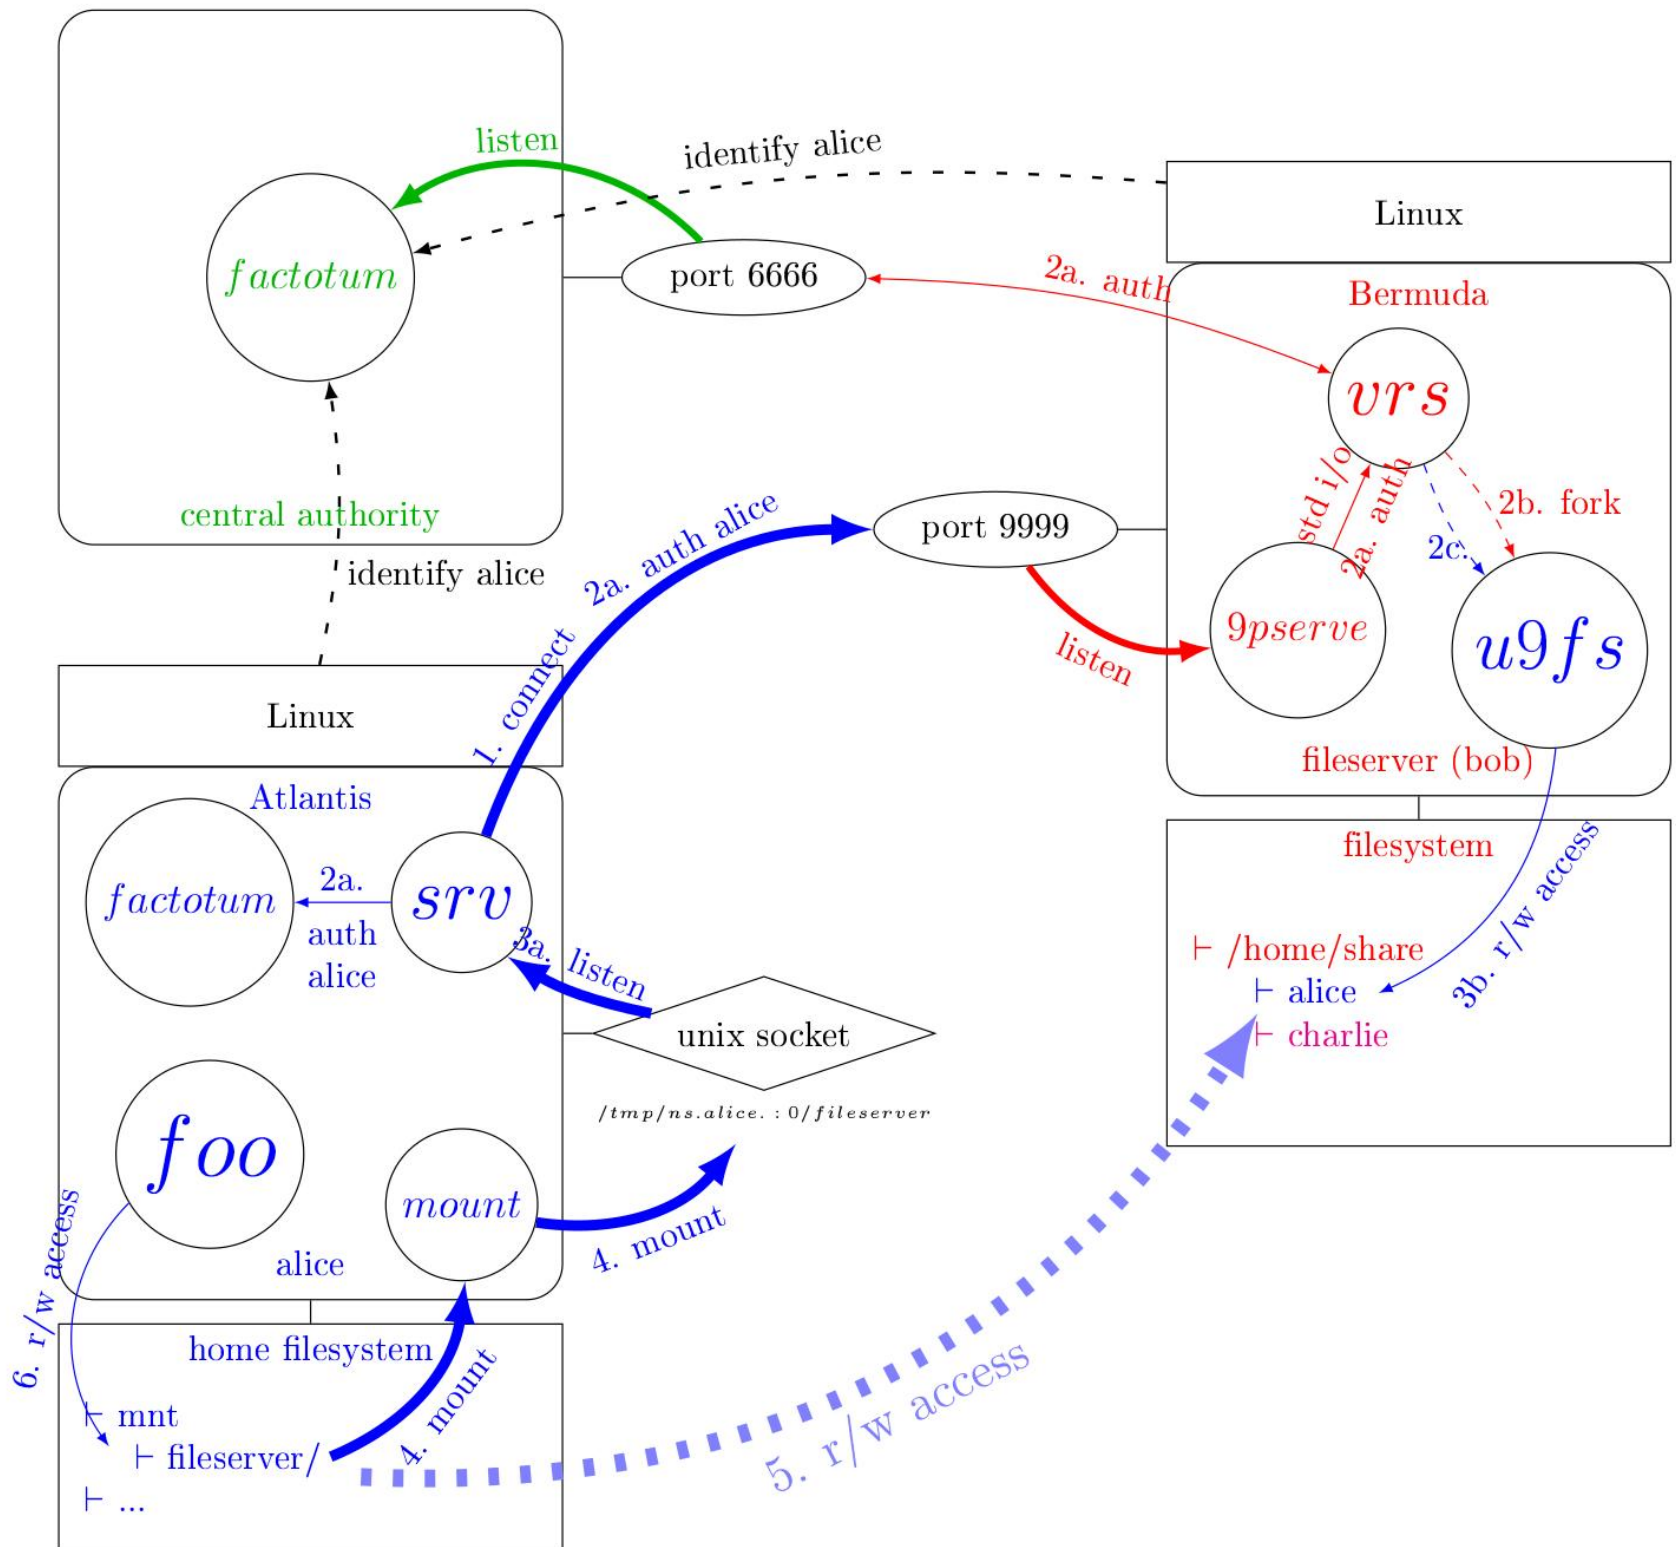 listen
identify alice
Linux
factotum
port 6666
2a. auth
Bermuda
vrs
central authority
identify alice
2a. auth alice
port 9999
std i/o
2a. auth
2b. fork
2c.
9pserve
u9fs
listen
fileserver (bob)
Linux
1. connect
Atlantis
factotum
2a.
auth
alice
srv
3a. listen
unix socket
/tmp/ns.alice. : 0/fileserver
filesystem
3b. r/w access
⊢ /home/share
⊢ alice
⊢ charlie
foo
mount
alice
4. mount
6. r/w access
home filesystem
4. mount
⊢ mnt
⊢ fileserver/
⊢ ...
5. r/w access